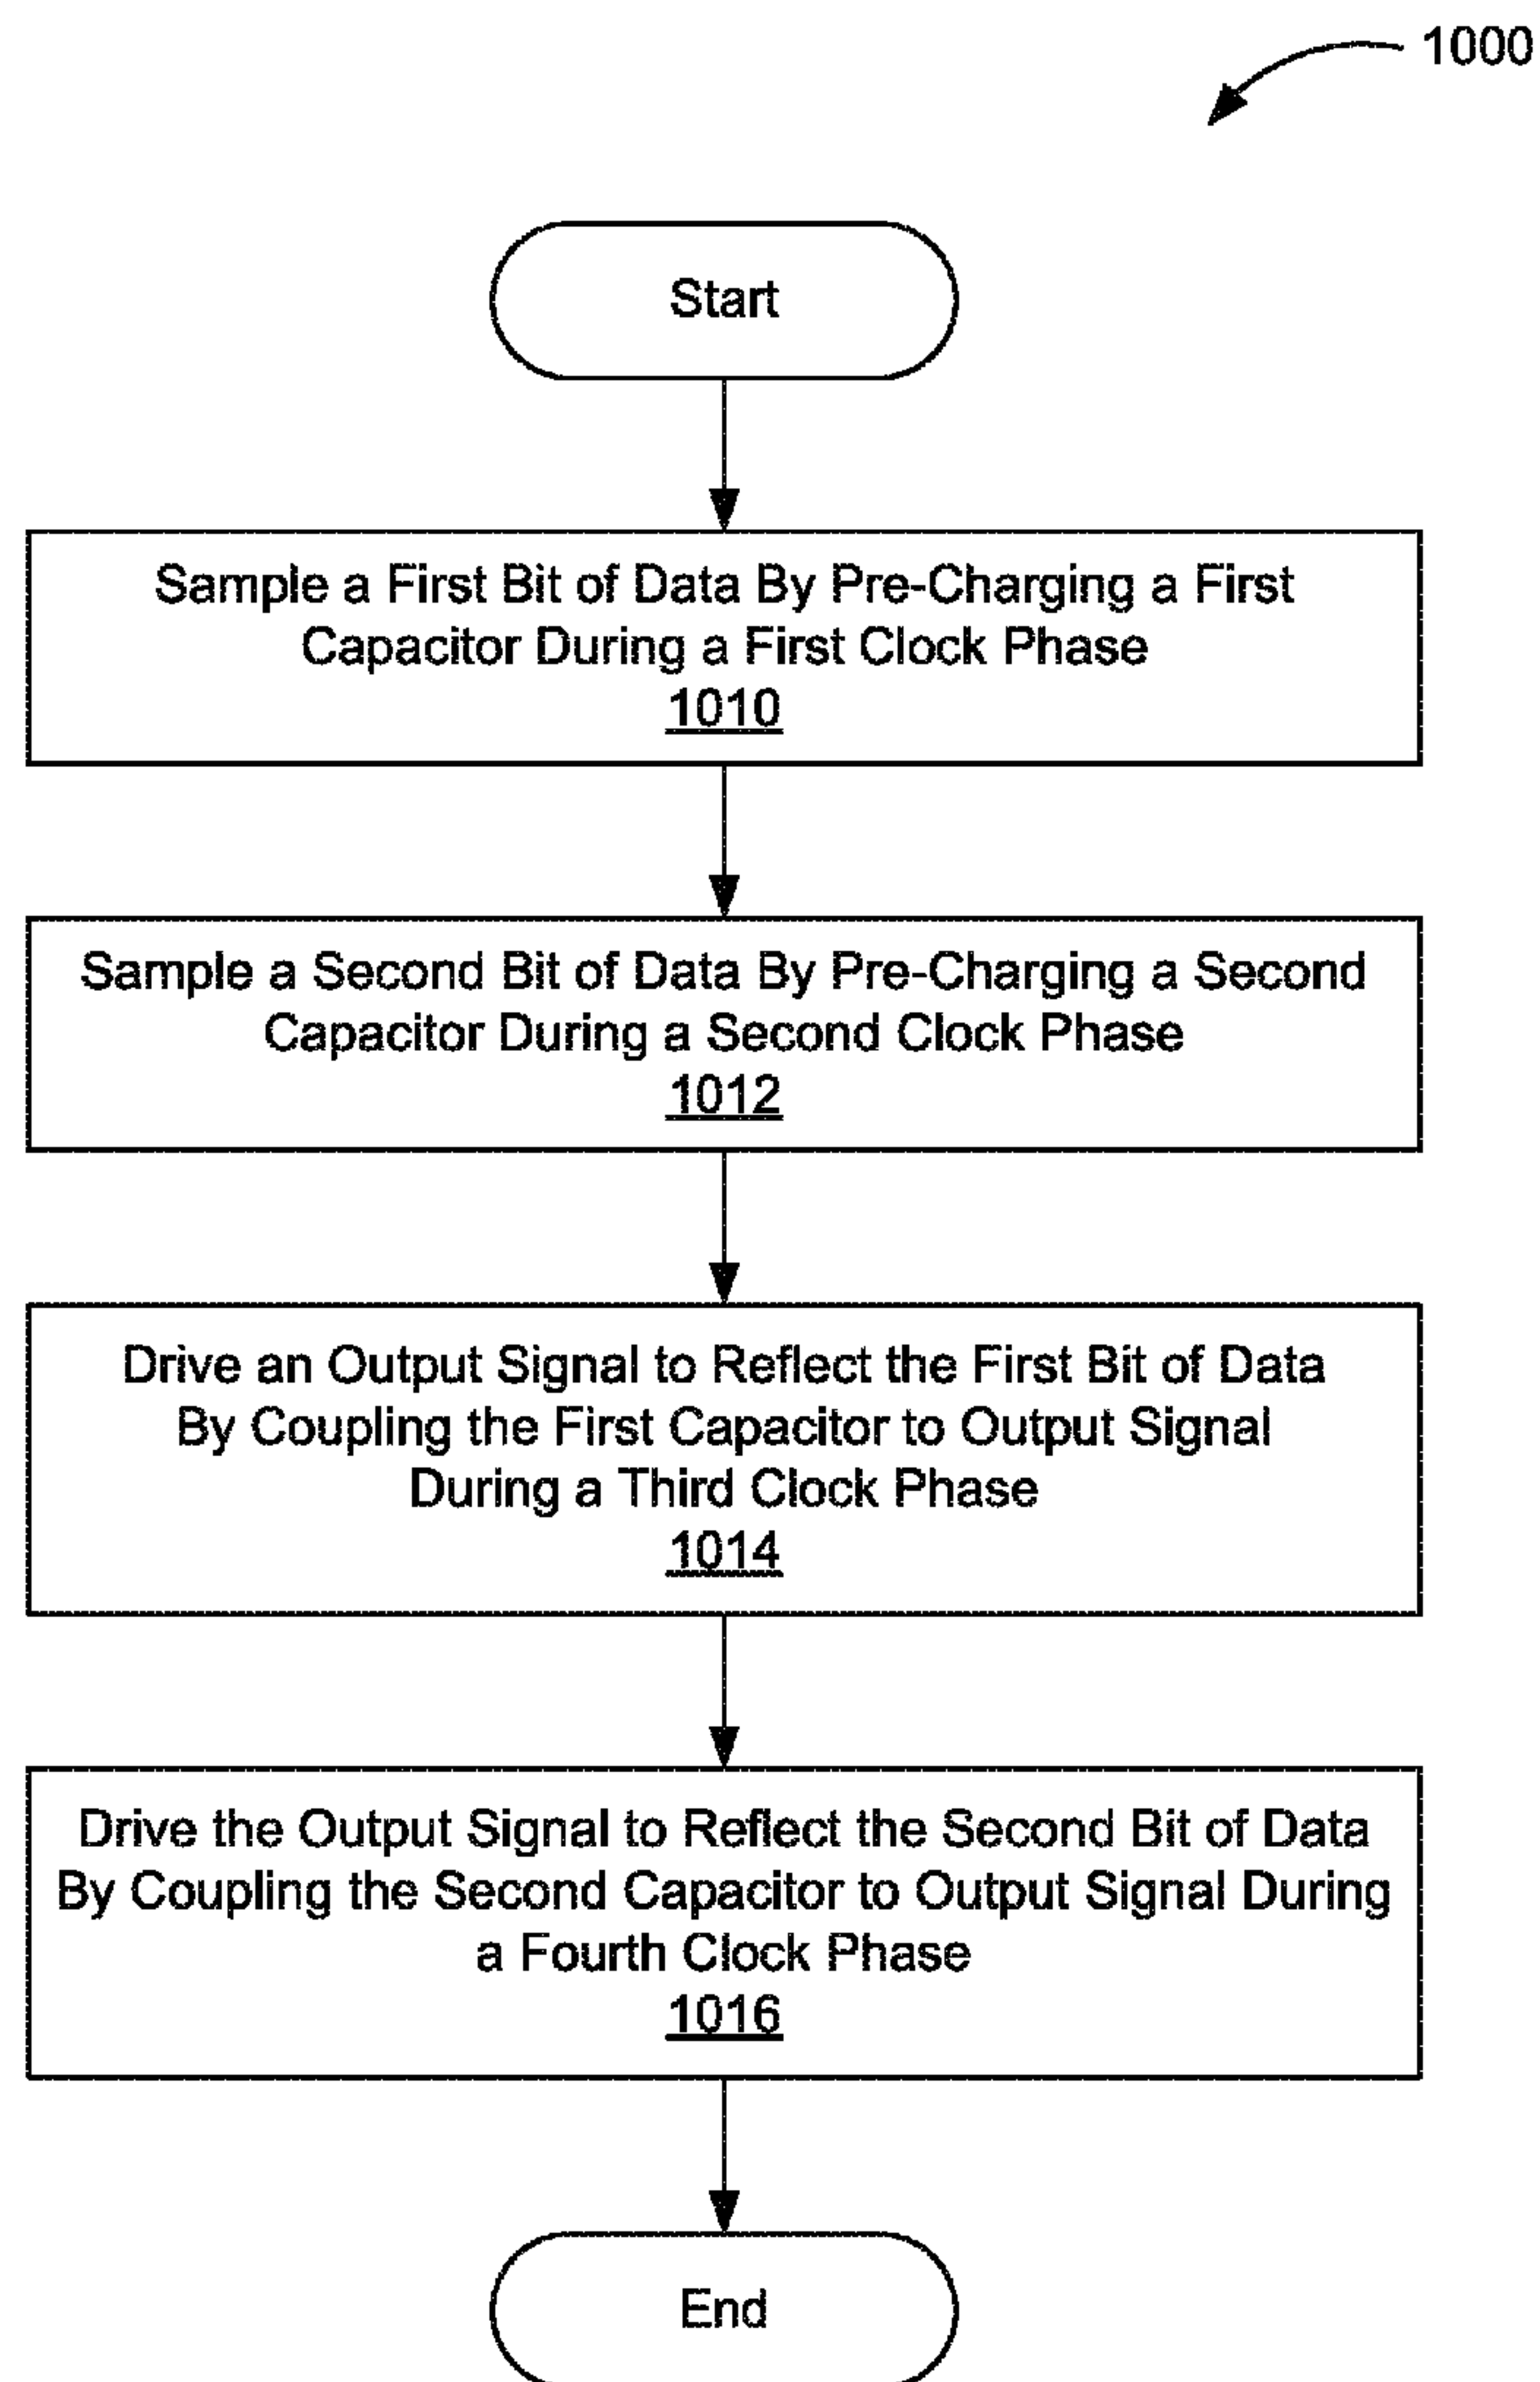 1000
Start
Sample a First Bit of Data By Pre-Charging a First
Capacitor During a First Clock Phase
1010
Sample a Second Bit of Data By Pre-Charging a Second
Capacitor During a Second Clock Phase
1012
Drive an Output Signal to Reflect the First Bit of Data
By Coupling the First Capacitor to Output Signal
During a Third Clock Phase
1014
Drive the Output Signal to Reflect the Second Bit of Data
By Coupling the Second Capacitor to Output Signal During
a Fourth Clock Phase
1016
End